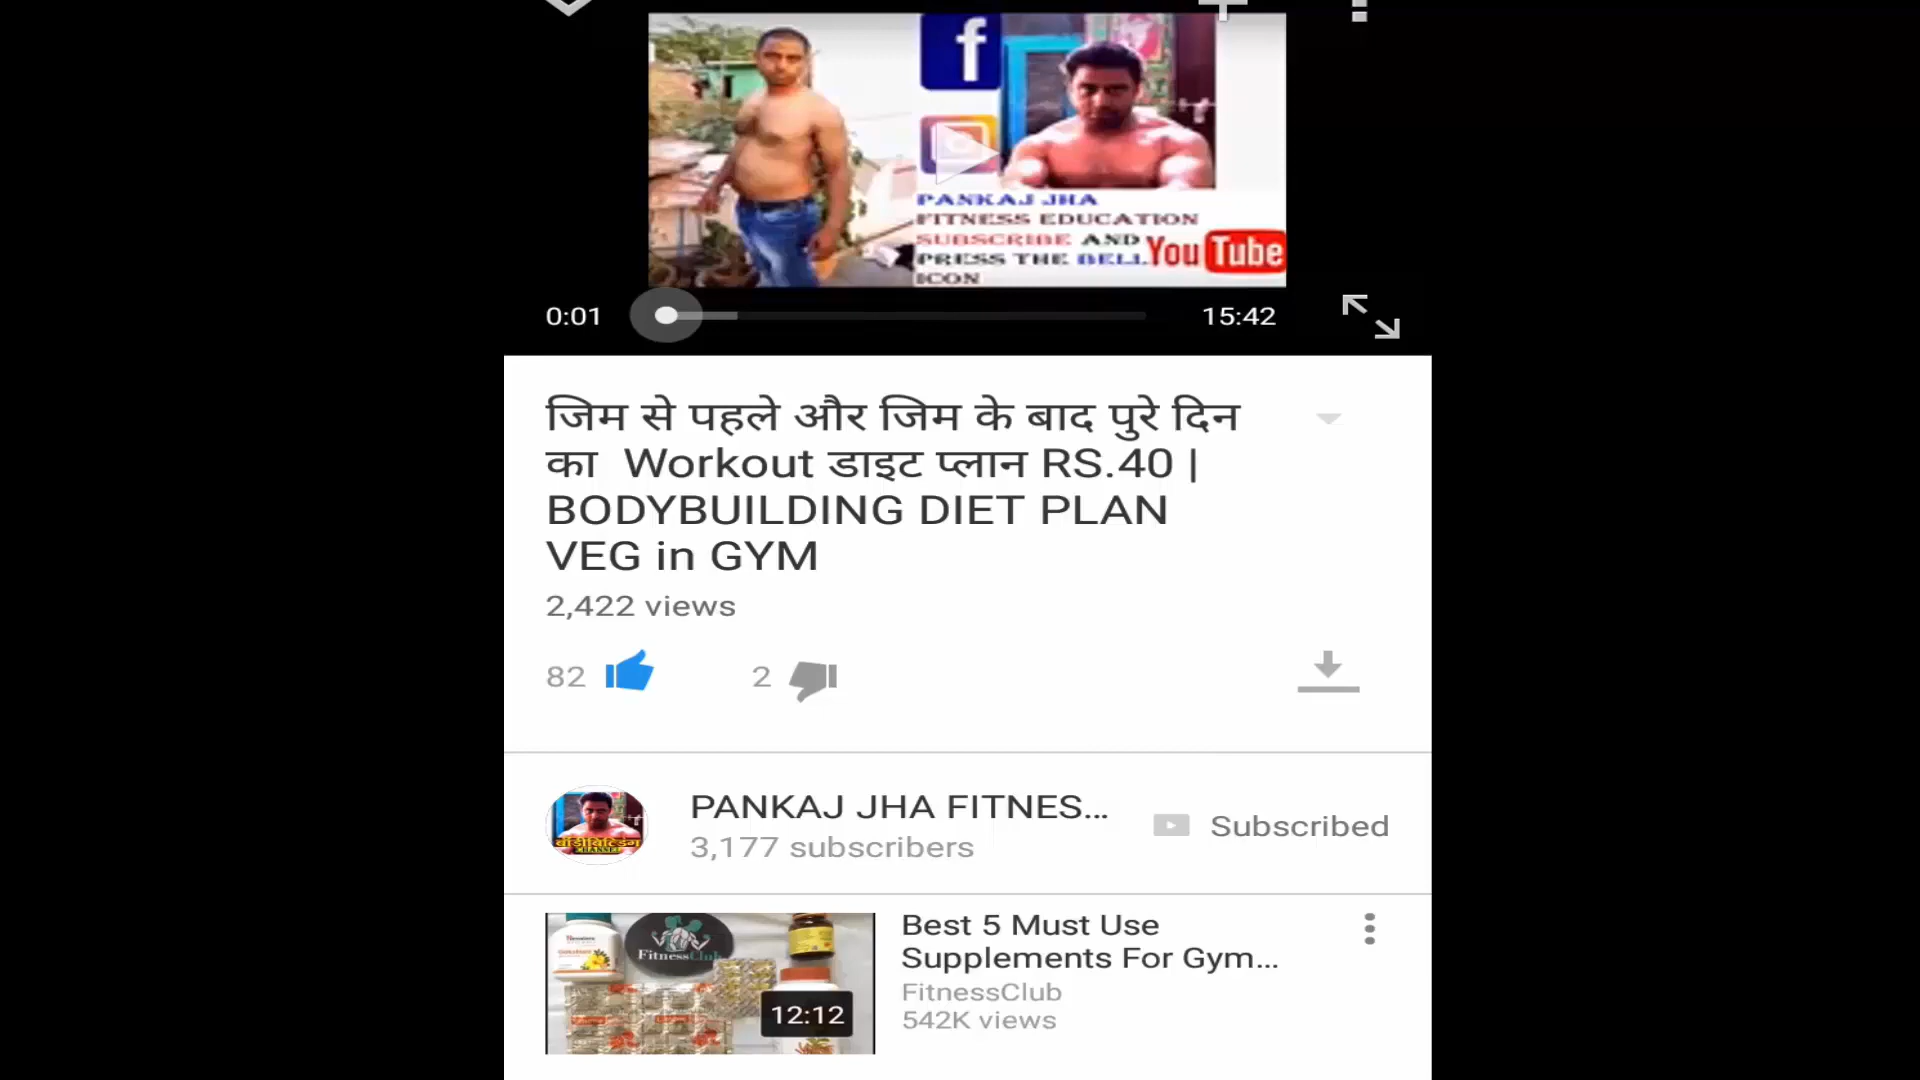 f
PANKAJ JHA
FITNESS EDUCATION
SUBSCRIBE AND
PRESS THE BELL
ICON
YouTube
0:01
15:42
जिम से पहले और जिम के बाद पुरे दिन
का Workout डाइट प्लान RS.40 |
BODYBUILDING DIET PLAN
VEG in GYM
2,422 views
82
2
PANKAJ JHA FITNES...
3,177 subscribers
Subscribed
बॉडीबिल्डिंग
CHANNEL
FitnessClub
12:12
Best 5 Must Use
Supplements For Gym...
FitnessClub
542K views